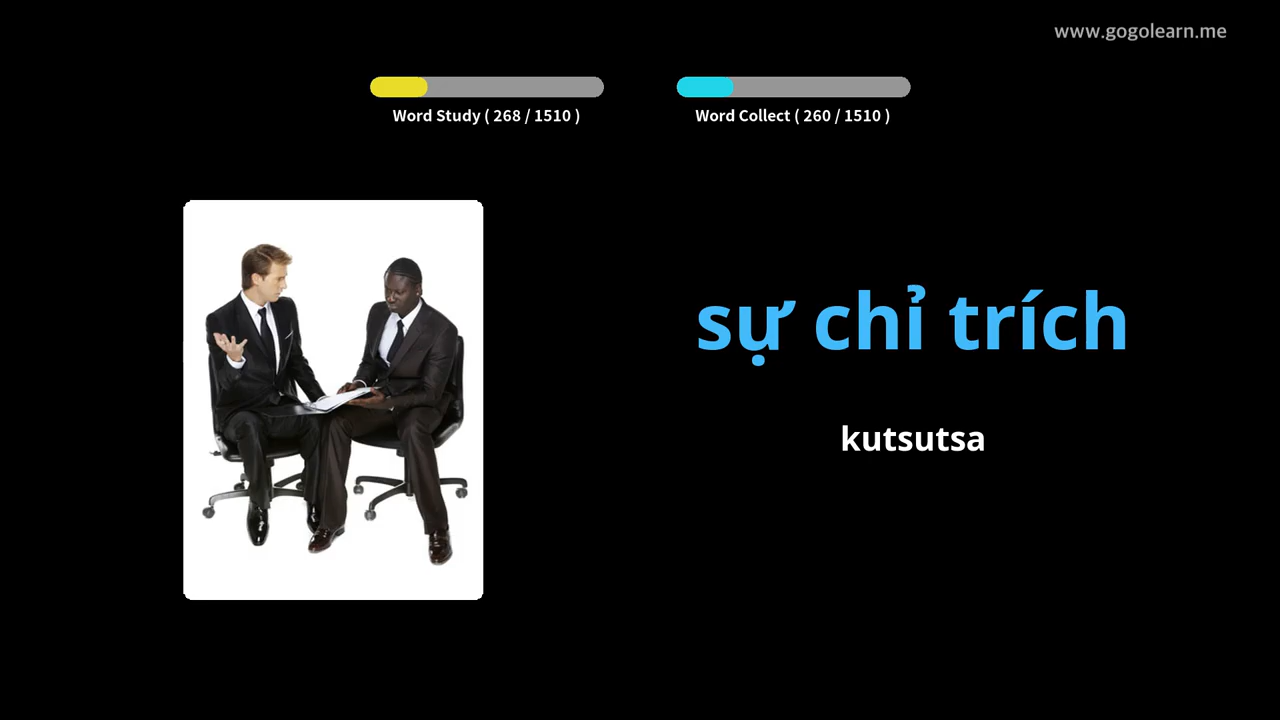 www.gogolearn.me
Word Study ( 268 / 1510 )
Word Collect ( 260 / 1510 )
sự chỉ trích
kutsutsa